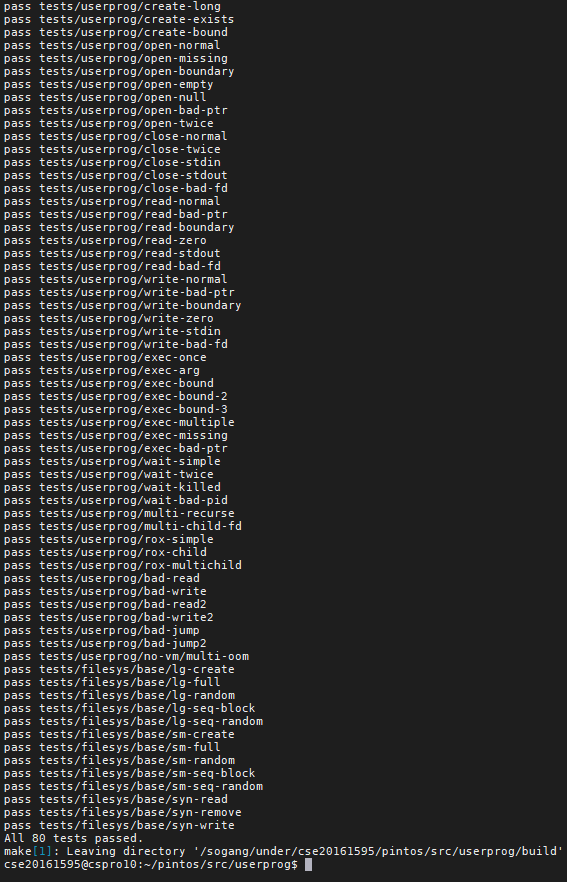 pass tests/userprog/create-long
pass tests/userprog/create-exists
pass tests/userprog/create-bound
pass tests/userprog/open-normal
pass tests/userprog/open-missing
pass tests/userprog/open-boundary
pass tests/userprog/open-empty
pass tests/userprog/open-null
pass tests/userprog/open-bad-ptr
pass tests/userprog/open-twice
pass tests/userprog/close-normal
pass tests/userprog/close-twice
pass tests/userprog/close-stdin
pass tests/userprog/close-stdout
pass tests/userprog/close-bad-fd
pass tests/userprog/read-normal
pass tests/userprog/read-bad-ptr
pass tests/userprog/read-boundary
pass tests/userprog/read-zero
pass tests/userprog/read-stdout
pass tests/userprog/read-bad-fd
pass tests/userprog/write-normal
pass tests/userprog/write-bad-ptr
pass tests/userprog/write-boundary
pass tests/userprog/write-zero
pass tests/userprog/write-stdin
pass tests/userprog/write-bad-fd
pass tests/userprog/exec-once
pass tests/userprog/exec-arg
pass tests/userprog/exec-bound
pass tests/userprog/exec-bound-2
pass tests/userprog/exec-bound-3
pass tests/userprog/exec-multiple
pass tests/userprog/exec-missing
pass tests/userprog/exec-bad-ptr
pass tests/userprog/wait-simple
pass tests/userprog/wait-twice
pass tests/userprog/wait-killed
pass tests/userprog/wait-bad-pid
pass tests/userprog/multi-recurse
pass tests/userprog/multi-child-fd
pass tests/userprog/rox-simple
pass tests/userprog/rox-child
pass tests/userprog/rox-multichild
pass tests/userprog/bad-read
pass tests/userprog/bad-write
pass tests/userprog/bad-read2
pass tests/userprog/bad-write2
pass tests/userprog/bad-jump
pass tests/userprog/bad-jump2
pass tests/userprog/no-vm/multi-oom
pass tests/filesys/base/lg-create
pass tests/filesys/base/lg-full
pass tests/filesys/base/lg-random
pass tests/filesys/base/lg-seq-block
pass tests/filesys/base/lg-seq-random
pass tests/filesys/base/sm-create
pass tests/filesys/base/sm-full
pass tests/filesys/base/sm-random
pass tests/filesys/base/sm-seq-block
pass tests/filesys/base/sm-seq-random
pass tests/filesys/base/syn-read
pass tests/filesys/base/syn-remove
pass tests/filesys/base/syn-write
All 80 tests passed.
make[1]: Leaving directory '/sogang/under/cse20161595/pintos/src/userprog/build'
cse20161595@cspro10:~/pintos/src/userprog$